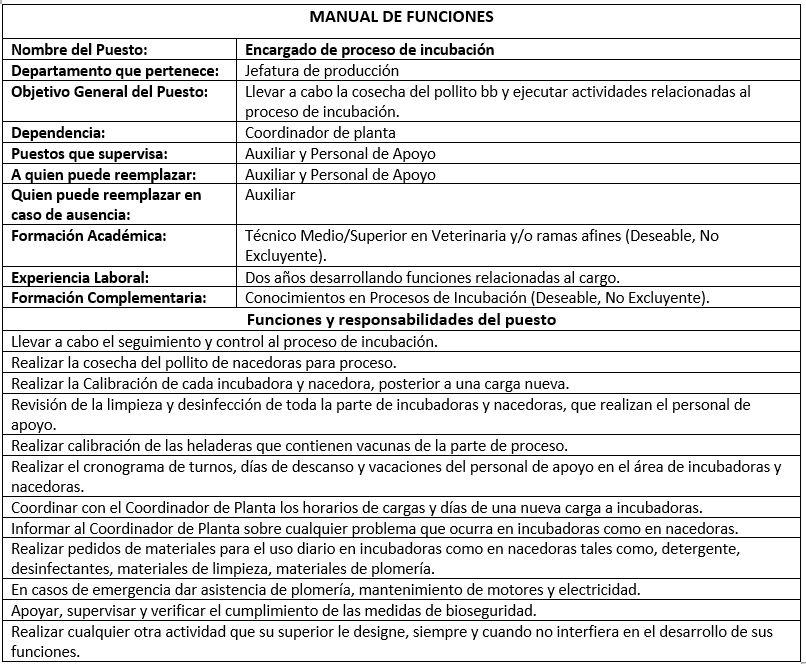 MANUAL DE FUNCIONES
Nombre del Puesto: Encargado de proceso de incubación
Departamento que pertenece: Jefatura de producción
Objetivo General del Puesto: Llevar a cabo la cosecha del pollito bb y ejecutar actividades relacionadas al
proceso de incubación.
Dependencia: Coordinador de planta
Puestos que supervisa: Auxiliar y Personal de Apoyo
A quien puede reemplazar: Auxiliar y Personal de Apoyo
Quien puede reemplazar en Auxiliar
caso de ausencia:
Formación Académica: Técnico Medio/Superior en Veterinaria y/o ramas afines (Deseable, No
Excluyente).
Experiencia Laboral: Dos años desarrollando funciones relacionadas al cargo.
Formación Complementaria: Conocimientos en Procesos de Incubación (Deseable, No Excluyente).
Funciones y responsabilidades del puesto
Llevar a cabo el seguimiento y control al proceso de incubación.
Realizar la cosecha del pollito de nacedoras para proceso.
Realizar la Calibración de cada incubadora y nacedora, posterior a una carga nueva.
Revisión de la limpieza y desinfección de toda la parte de incubadoras y nacedoras, que realizan el personal de
apoyo.
Realizar calibración de las heladeras que contienen vacunas de la parte de proceso.
Realizar el cronograma de turnos, días de descanso y vacaciones del personal de apoyo en el área de incubadoras y
nacedoras.
Coordinar con el Coordinador de Planta los horarios de cargas y días de una nueva carga a incubadoras.
Informar al Coordinador de Planta sobre cualquier problema que ocurra en incubadoras como en nacedoras.
Realizar pedidos de materiales para el uso diario en incubadoras como en nacedoras tales como, detergente,
desinfectantes, materiales de limpieza, materiales de plomería.
En casos de emergencia dar asistencia de plomería, mantenimiento de motores y electricidad.
Apoyar, supervisar y verificar el cumplimiento de las medidas de bioseguridad.
Realizar cualquier otra actividad que su superior le designe, siempre y cuando no interfiera en el desarrollo de sus
funciones.